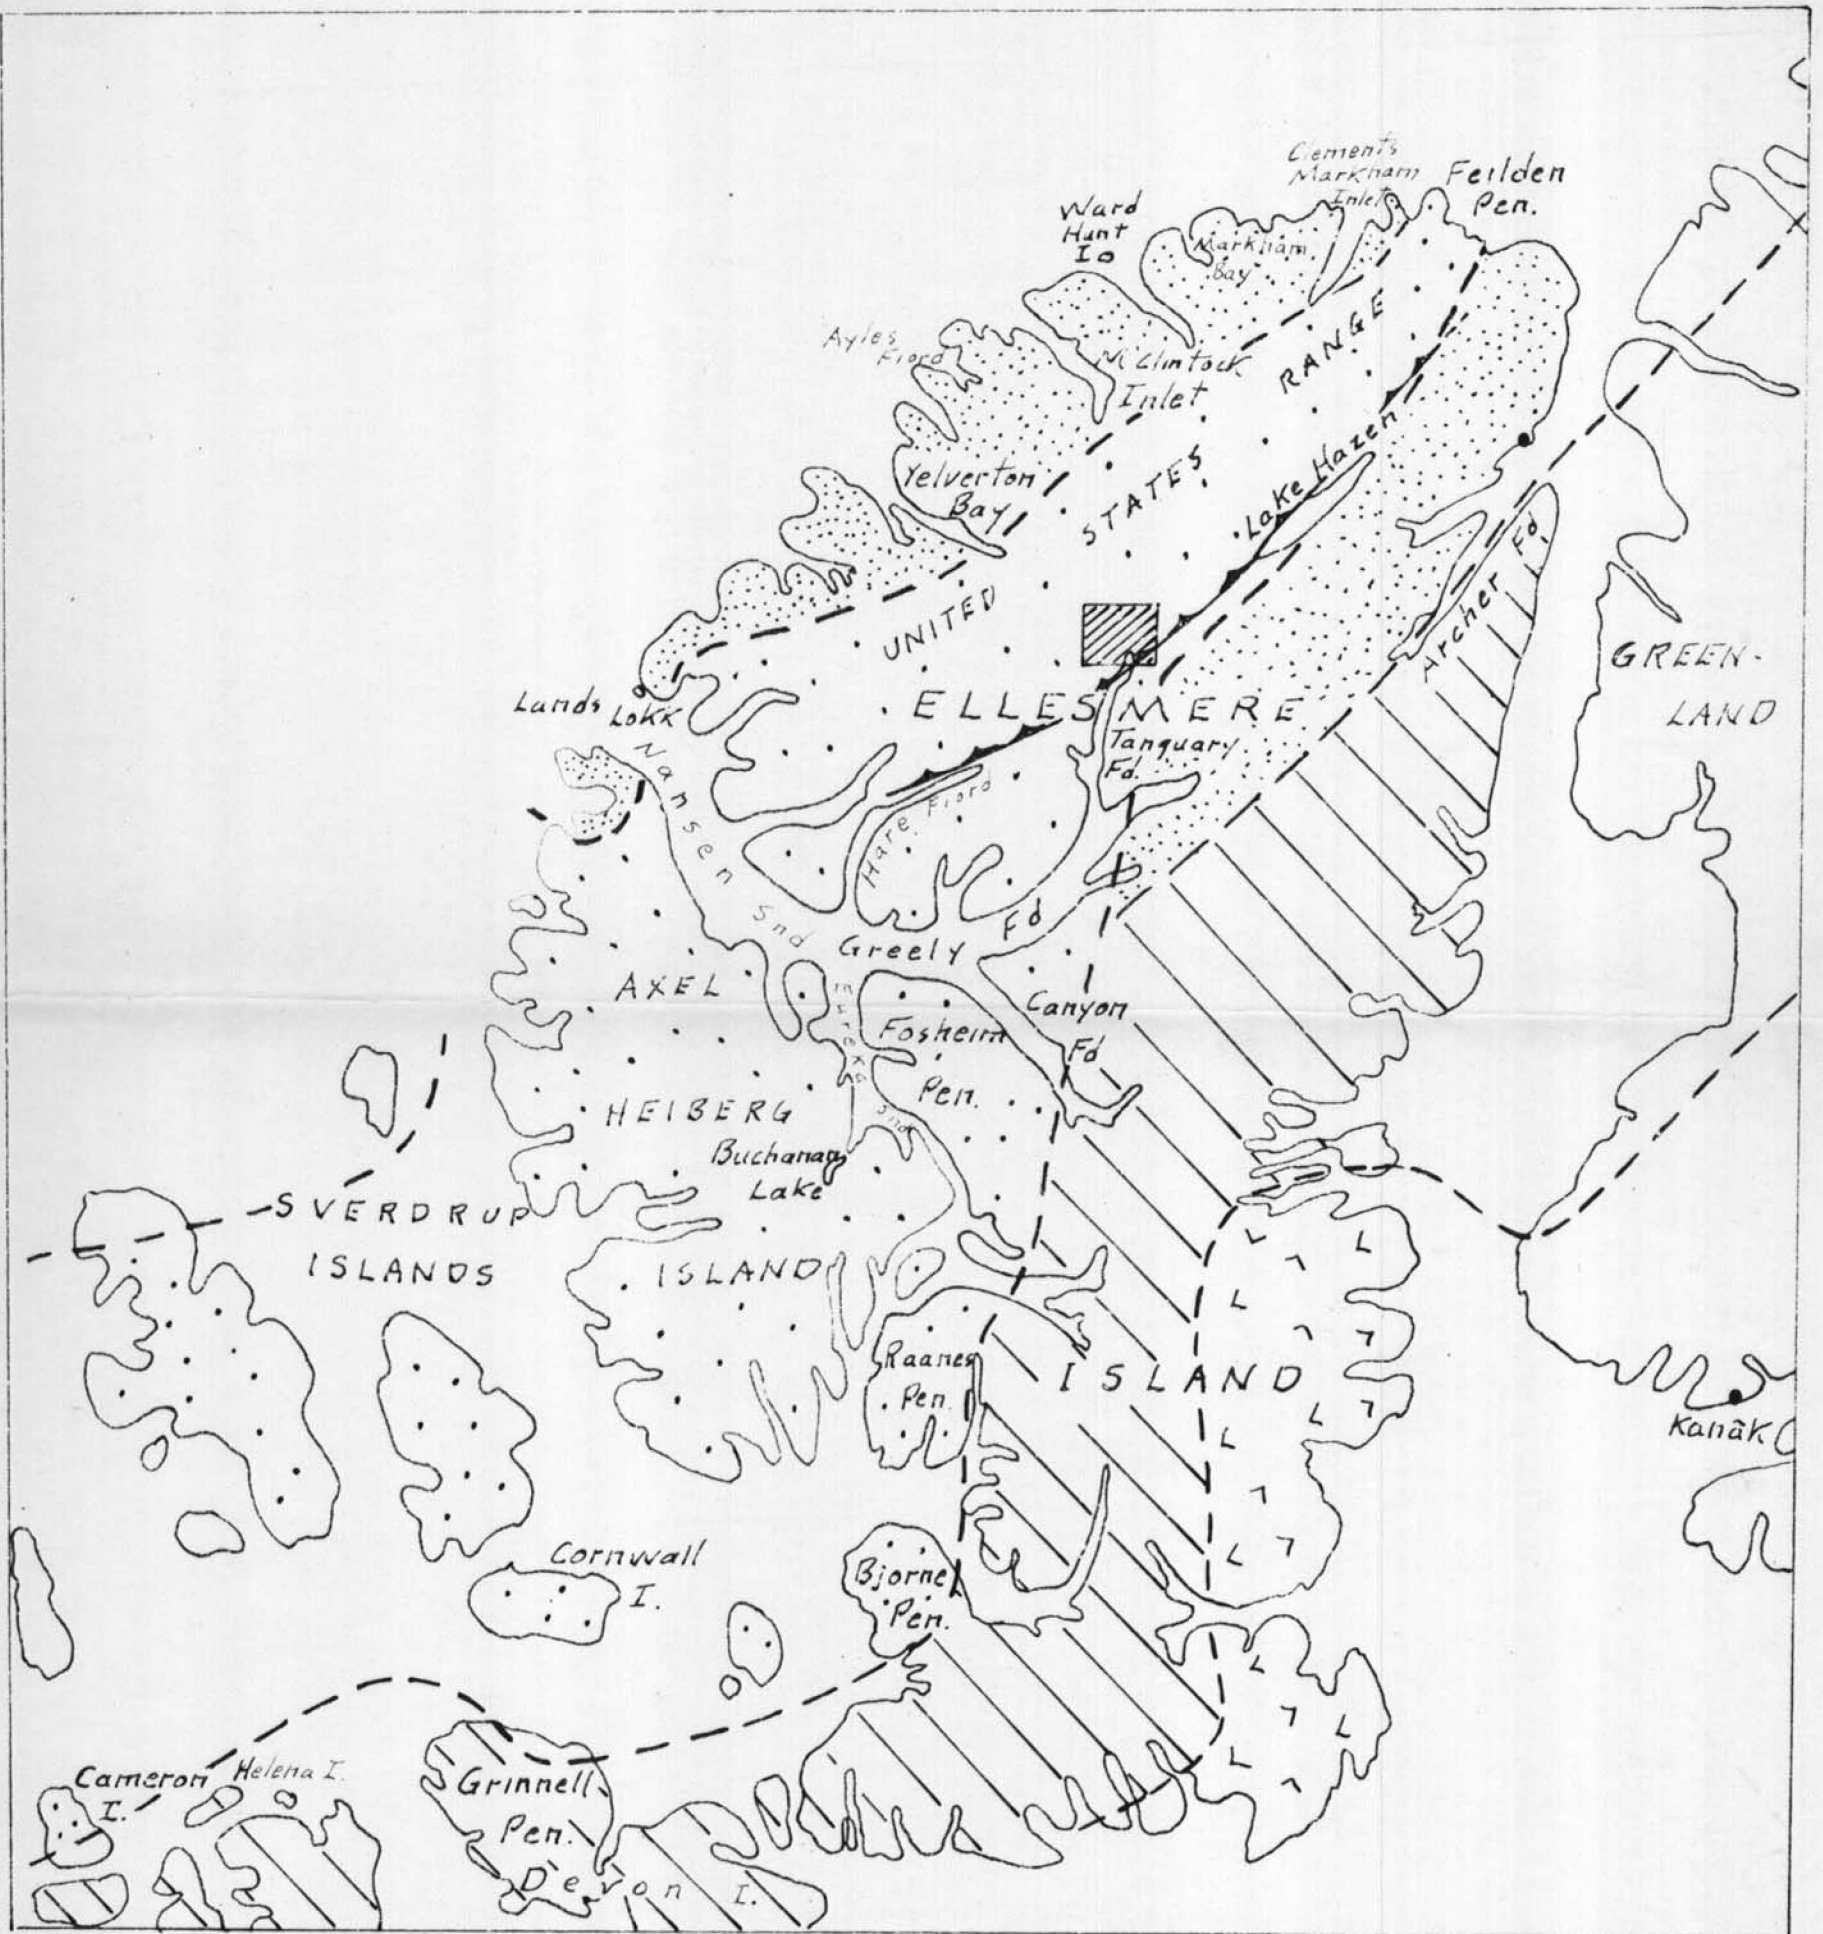 Clements
Markham
Inlet
Feilden
Pen.
Ward
Hunt
I
Markham
Bay
Ayles
Fiord
McClintock
Inlet
Yelverton
Bay
UNITED STATES RANGE
Lake Hazen
Archer Fd.
GREEN-
LAND
Lands Lokk
ELLESMERE
Tanquary
Fd.
Nansen Snd
Hare Fiord
Greely Fd
Canyon
Fd
AXEL
Eureka Snd
Fosheim
Pen.
HEIBERG
Buchanan
Lake
SVERDRUP
ISLANDS
ISLAND
Raanes
Pen.
ISLAND
Kanâk
Cornwall
I.
Bjorne
Pen.
Cameron
I.
Helena I.
Grinnell
Pen.
Devon I.